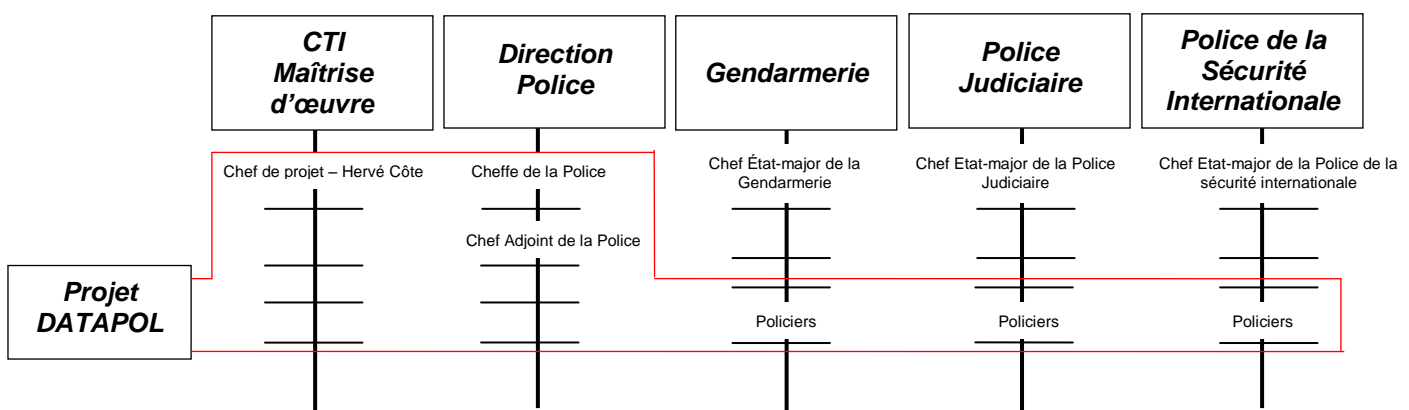 CTI
Maîtrise
d'œuvre
Direction
Police
Gendarmerie
Police
Judiciaire
Police de la
Sécurité
Internationale
Chef de projet – Hervé Côte
Cheffe de la Police
Chef État-major de la
Gendarmerie
Chef Etat-major de la Police
Judiciaire
Chef Etat-major de la Police de la
sécurité internationale
Chef Adjoint de la Police
Projet
DATAPOL
Policiers
Policiers
Policiers